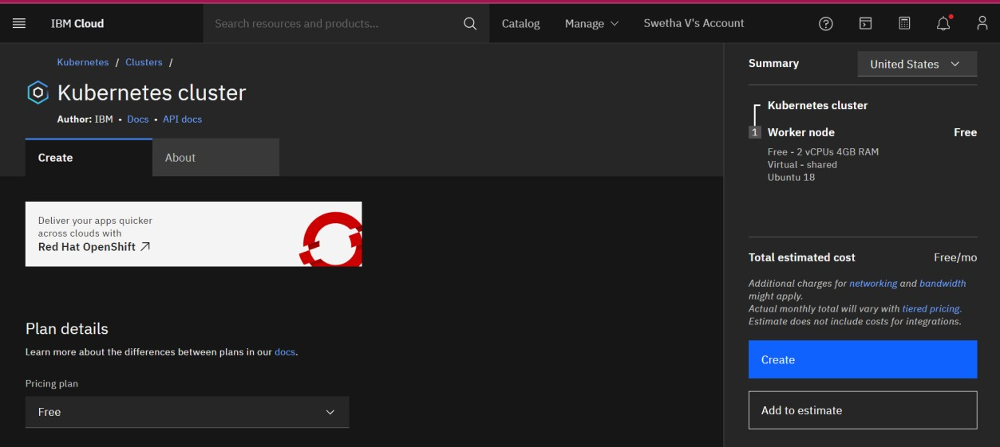 IBM Cloud
Search resources and products...
Catalog
Manage
Swetha V's Account
Kubernetes / Clusters /
Kubernetes cluster
Author: IBM • Docs • API docs
Create
About
Deliver your apps quicker
across clouds with
Red Hat OpenShift
Plan details
Learn more about the differences between plans in our docs.
Pricing plan
Free
Summary
United States
Kubernetes cluster
1 Worker node Free
Free - 2 vCPUs 4GB RAM
Virtual - shared
Ubuntu 18
Total estimated cost Free/mo
Additional charges for networking and bandwidth
might apply.
Actual monthly total will vary with tiered pricing.
Estimate does not include costs for integrations.
Create
Add to estimate